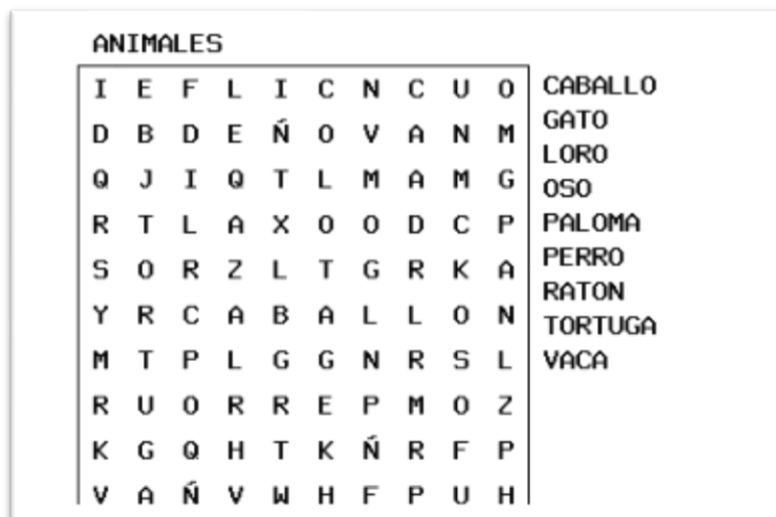 ANIMALES
I E F L I C N C U O
D B D E Ñ O V A N M
Q J I Q T L M A M G
R T L A X O O D C P
S O R Z L T G R K A
Y R C A B A L L O N
M T P L G G N R S L
R U O R R E P M O Z
K G Q H T K Ñ R F P
V A Ñ V W H F P U H
CABALLO
GATO
LORO
OSO
PALOMA
PERRO
RATON
TORTUGA
VACA